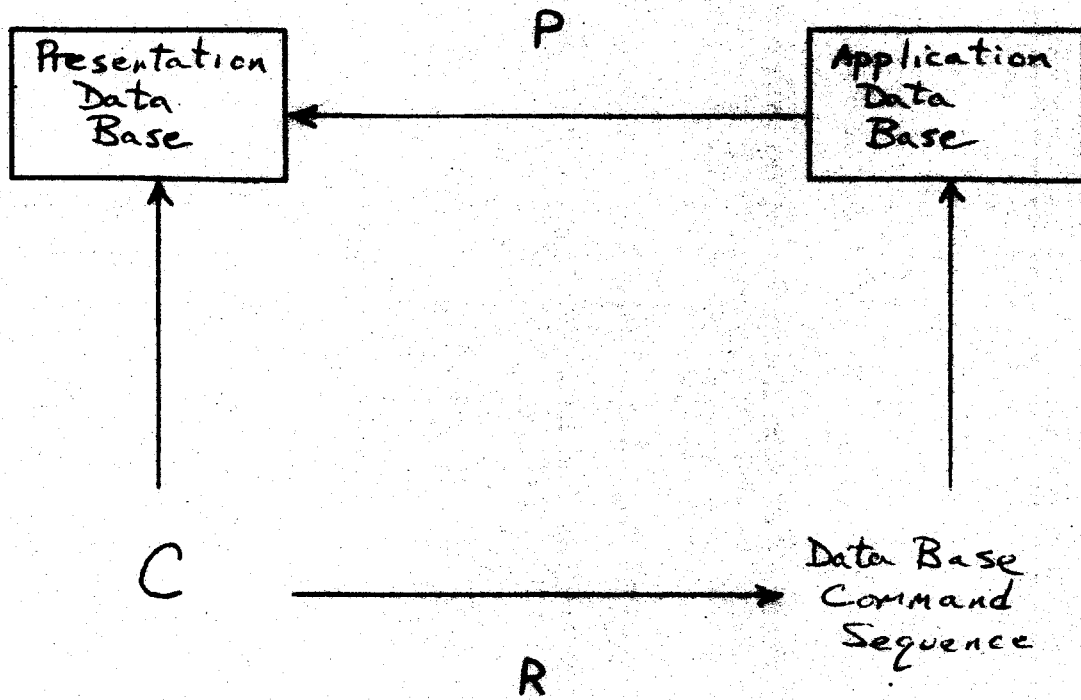 P
Presentation
Data
Base
Application
Data
Base
C
Data Base
Command
Sequence
R